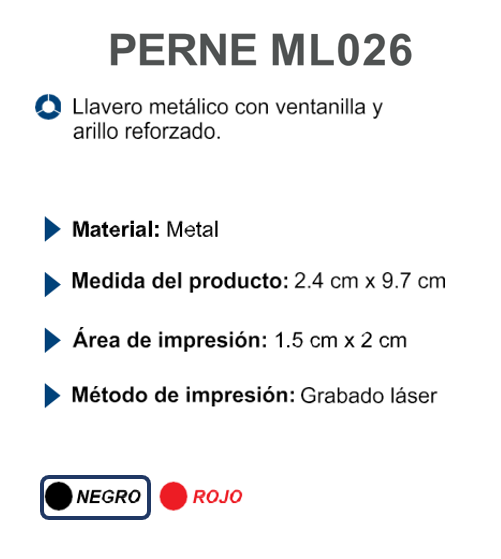 PERNE ML026
Llavero metálico con ventanilla y
arillo reforzado.
Material: Metal
Medida del producto: 2.4 cm x 9.7 cm
Área de impresión: 1.5 cm x 2 cm
Método de impresión: Grabado láser
NEGRO ROJO